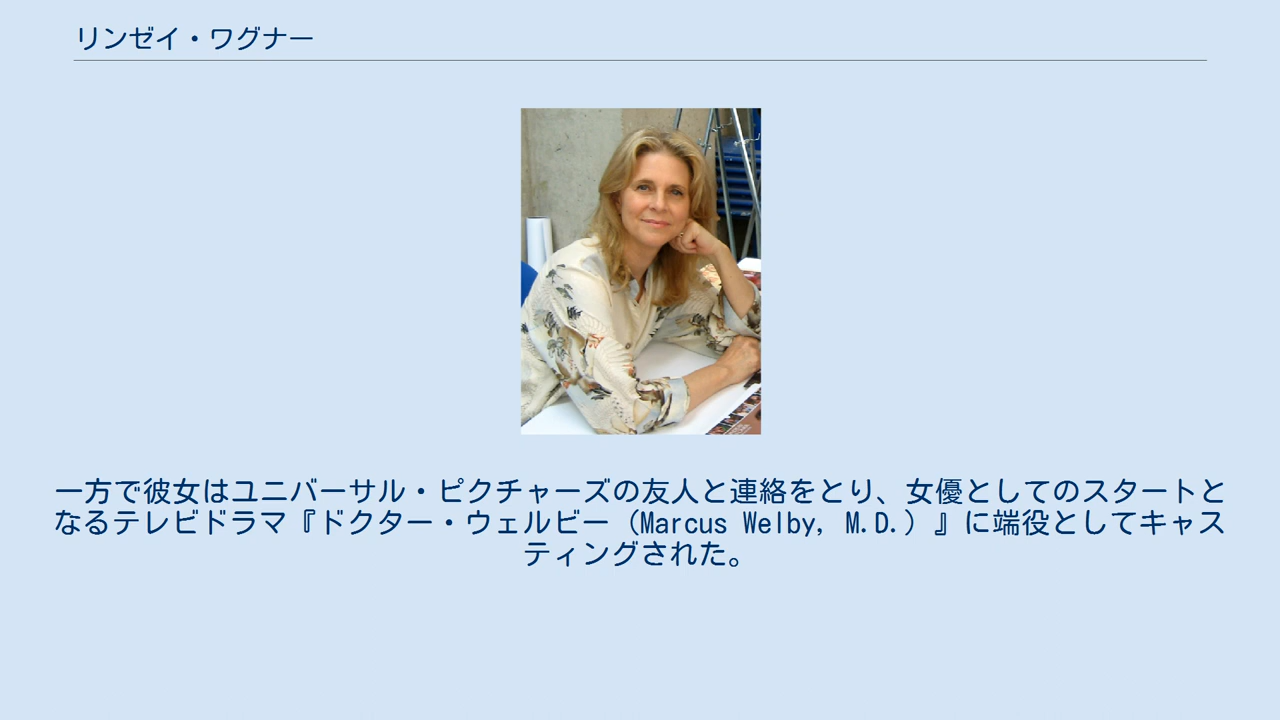 リンゼイ・ワグナー
一方で彼女はユニバーサル・ピクチャーズの友人と連絡をとり、女優としてのスタートと
なるテレビドラマ『ドクター・ウェルビー（Marcus Welby, M.D.）』に端役としてキャス
ティングされた。